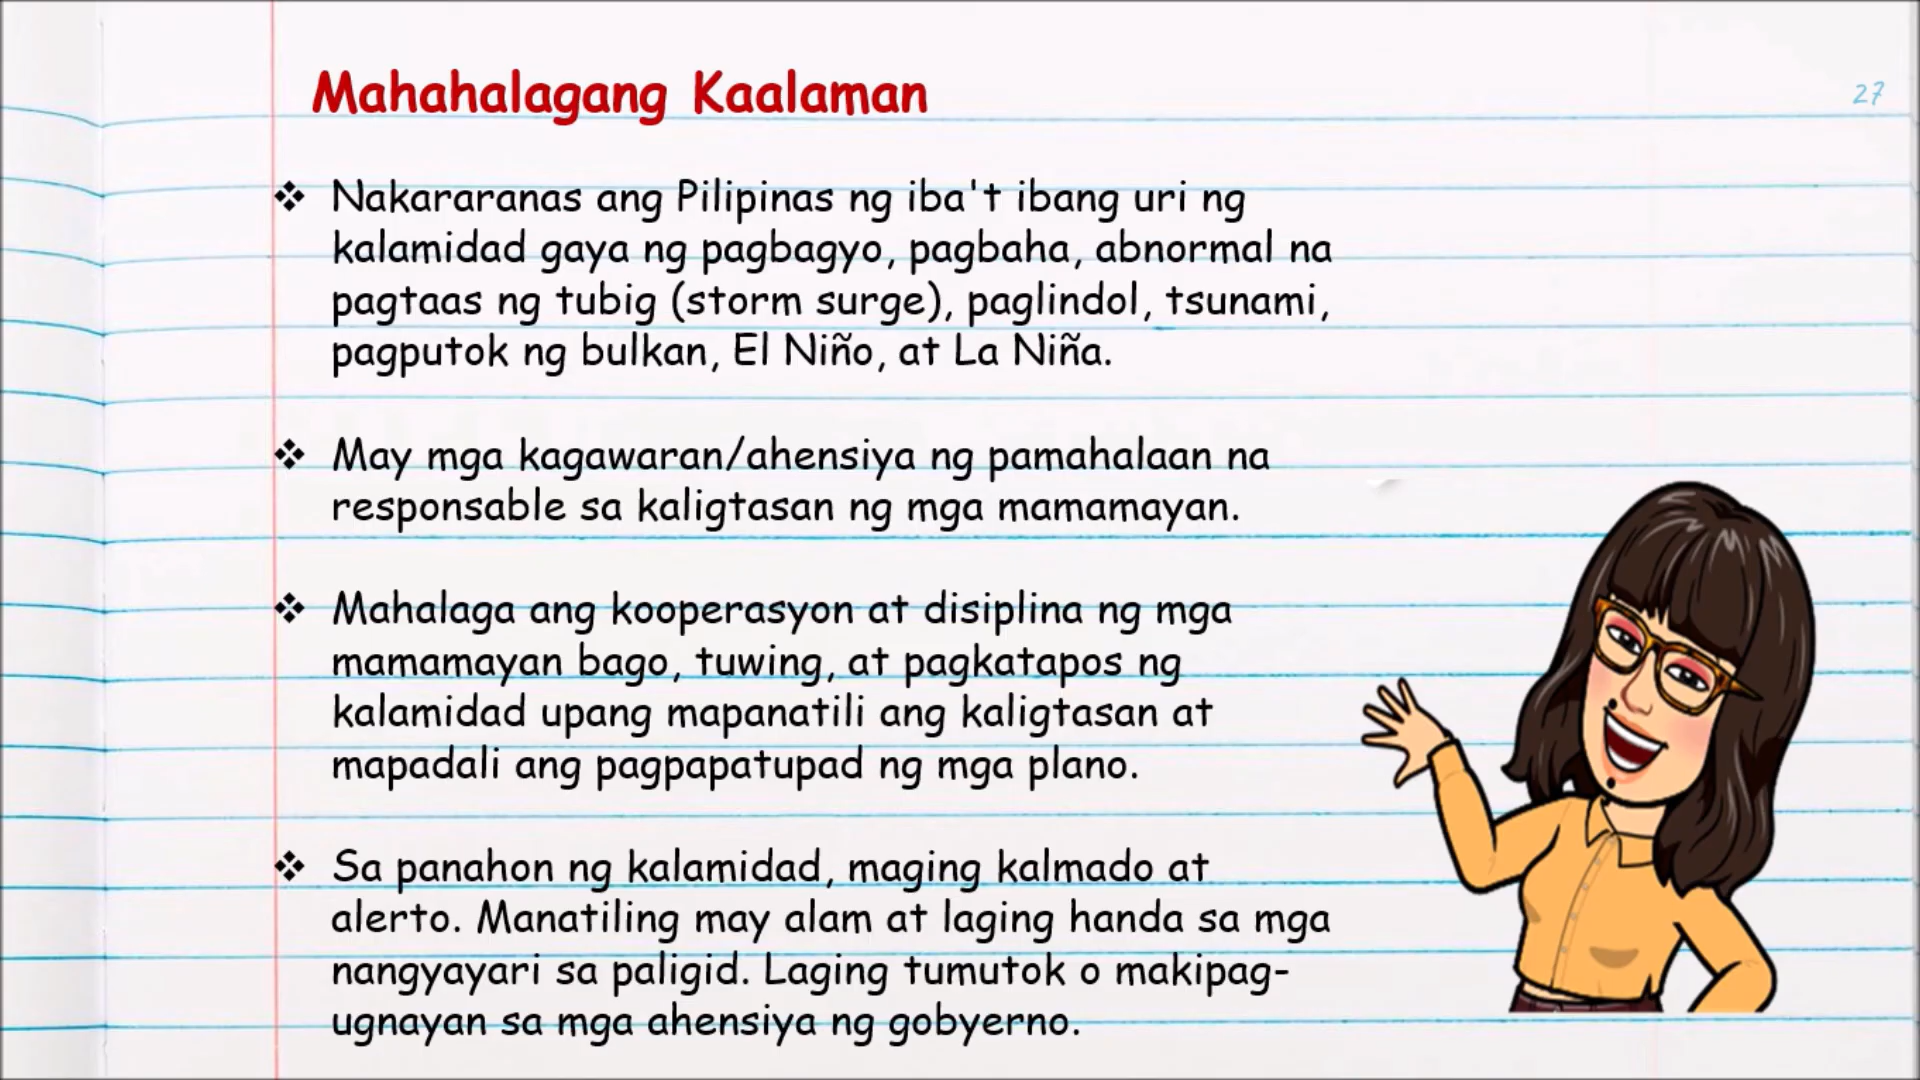 Mahahalagang Kaalaman
27
❖ Nakararanas ang Pilipinas ng iba't ibang uri ng
kalamidad gaya ng pagbagyo, pagbaha, abnormal na
pagtaas ng tubig (storm surge), paglindol, tsunami,
pagputok ng bulkan, El Niño, at La Niña.
❖ May mga kagawaran/ahensiya ng pamahalaan na
responsable sa kaligtasan ng mga mamamayan.
❖ Mahalaga ang kooperasyon at disiplina ng mga
mamamayan bago, tuwing, at pagkatapos ng
kalamidad upang mapanatili ang kaligtasan at
mapadali ang pagpapatupad ng mga plano.
❖ Sa panahon ng kalamidad, maging kalmado at
alerto. Manatiling may alam at laging handa sa mga
nangyayari sa paligid. Laging tumutok o makipag-
ugnayan sa mga ahensiya ng gobyerno.